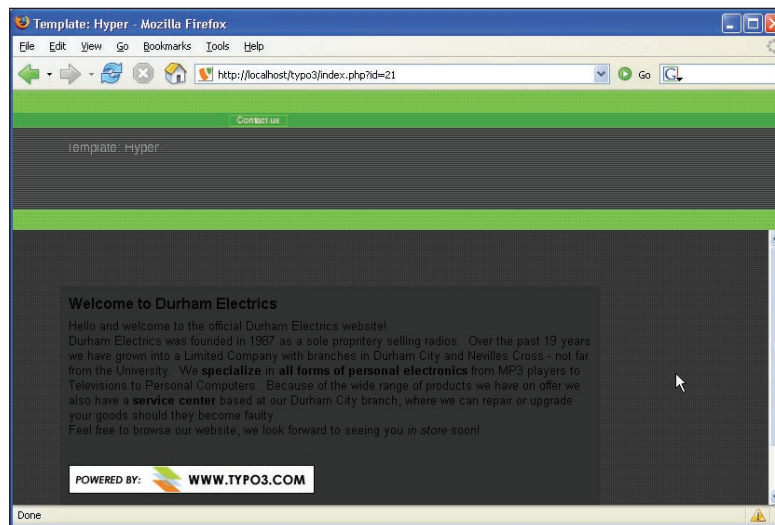 Template: Hyper - Mozilla Firefox
File Edit View Go Bookmarks Tools Help
http://localhost/typo3/index.php?id=21 Go G
Contact us
Template: Hyper
Welcome to Durham Electrics
Hello and welcome to the official Durham Electrics website!
Durham Electrics was founded in 1987 as a sole propritery selling radios. Over the past 19 years
we have grown into a Limited Company with branches in Durham City and Nevilles Cross - not far
from the University. We specialize in all forms of personal electronics from MP3 players to
Televisions to Personal Computers. Because of the wide range of products we have on offer we
also have a service center based at our Durham City branch, where we can repair or upgrade
your goods should they become faulty.
Feel free to browse our website, we look forward to seeing you in store soon!
POWERED BY: WWW.TYPO3.COM
Done